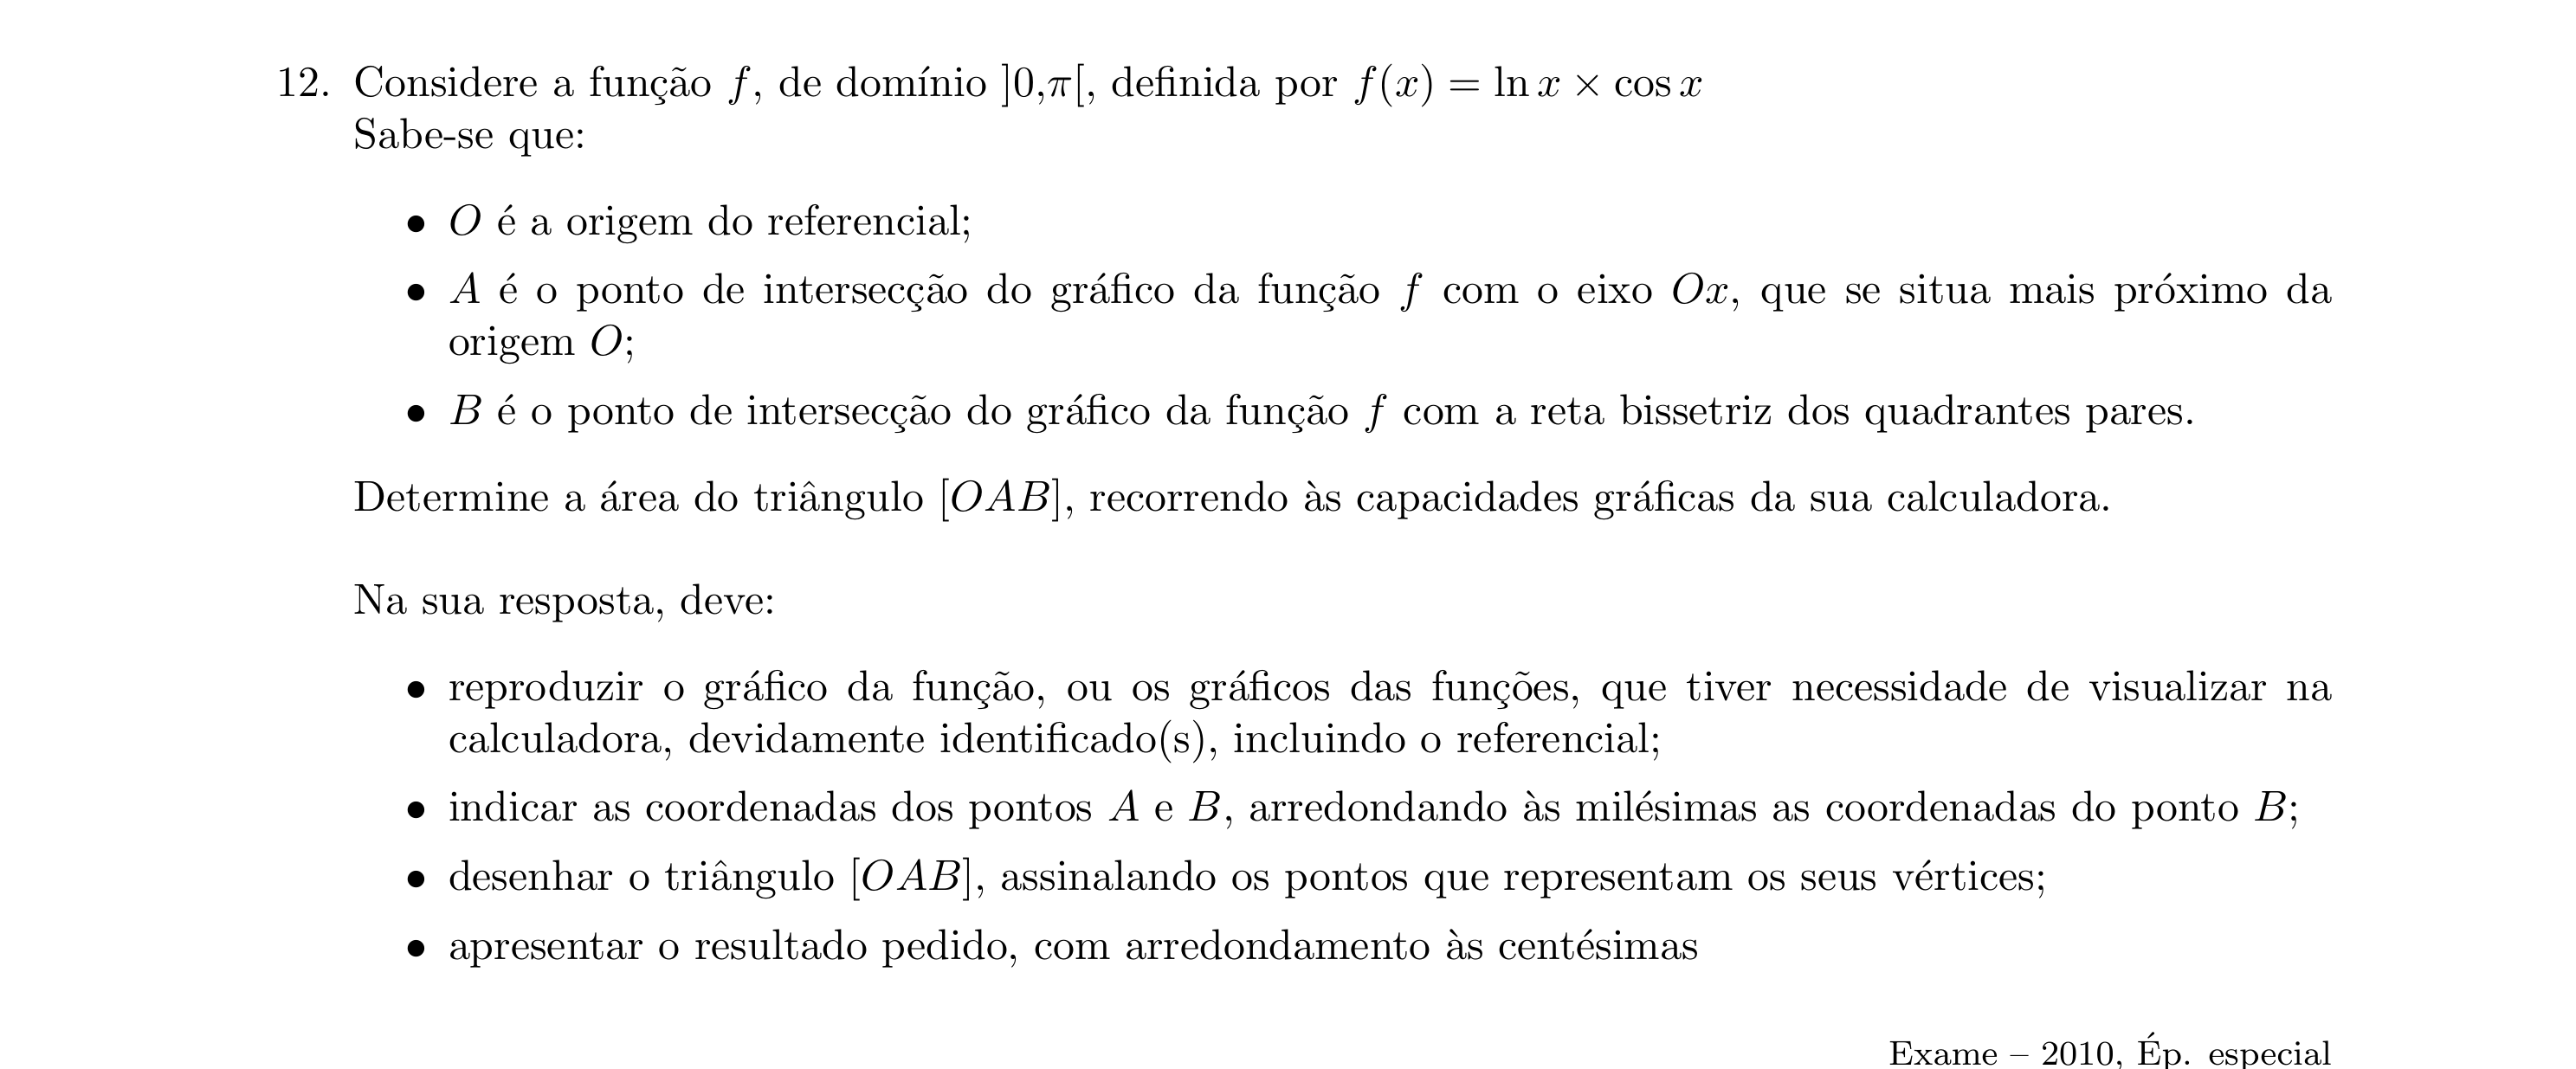 12. Considere a função f, de domínio ]0,π[, definida por f(x) = ln x × cos x
Sabe-se que:
• O é a origem do referencial;
• A é o ponto de intersecção do gráfico da função f com o eixo Ox, que se situa mais próximo da
origem O;
• B é o ponto de intersecção do gráfico da função f com a reta bissetriz dos quadrantes pares.
Determine a área do triângulo [OAB], recorrendo às capacidades gráficas da sua calculadora.
Na sua resposta, deve:
• reproduzir o gráfico da função, ou os gráficos das funções, que tiver necessidade de visualizar na
calculadora, devidamente identificado(s), incluindo o referencial;
• indicar as coordenadas dos pontos A e B, arredondando às milésimas as coordenadas do ponto B;
• desenhar o triângulo [OAB], assinalando os pontos que representam os seus vértices;
• apresentar o resultado pedido, com arredondamento às centésimas
Exame – 2010, Ép. especial